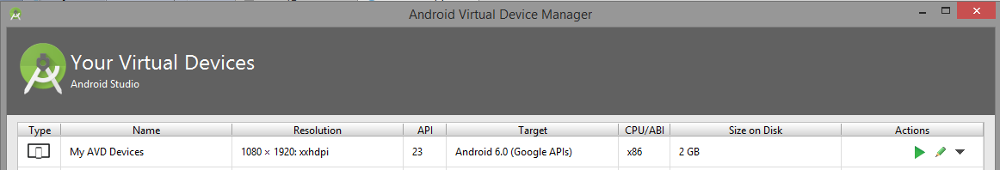 Android Virtual Device Manager
Your Virtual Devices
Android Studio
Type Name Resolution API Target CPU/ABI Size on Disk Actions
My AVD Devices 1080 × 1920: xxhdpi 23 Android 6.0 (Google APIs) x86 2 GB